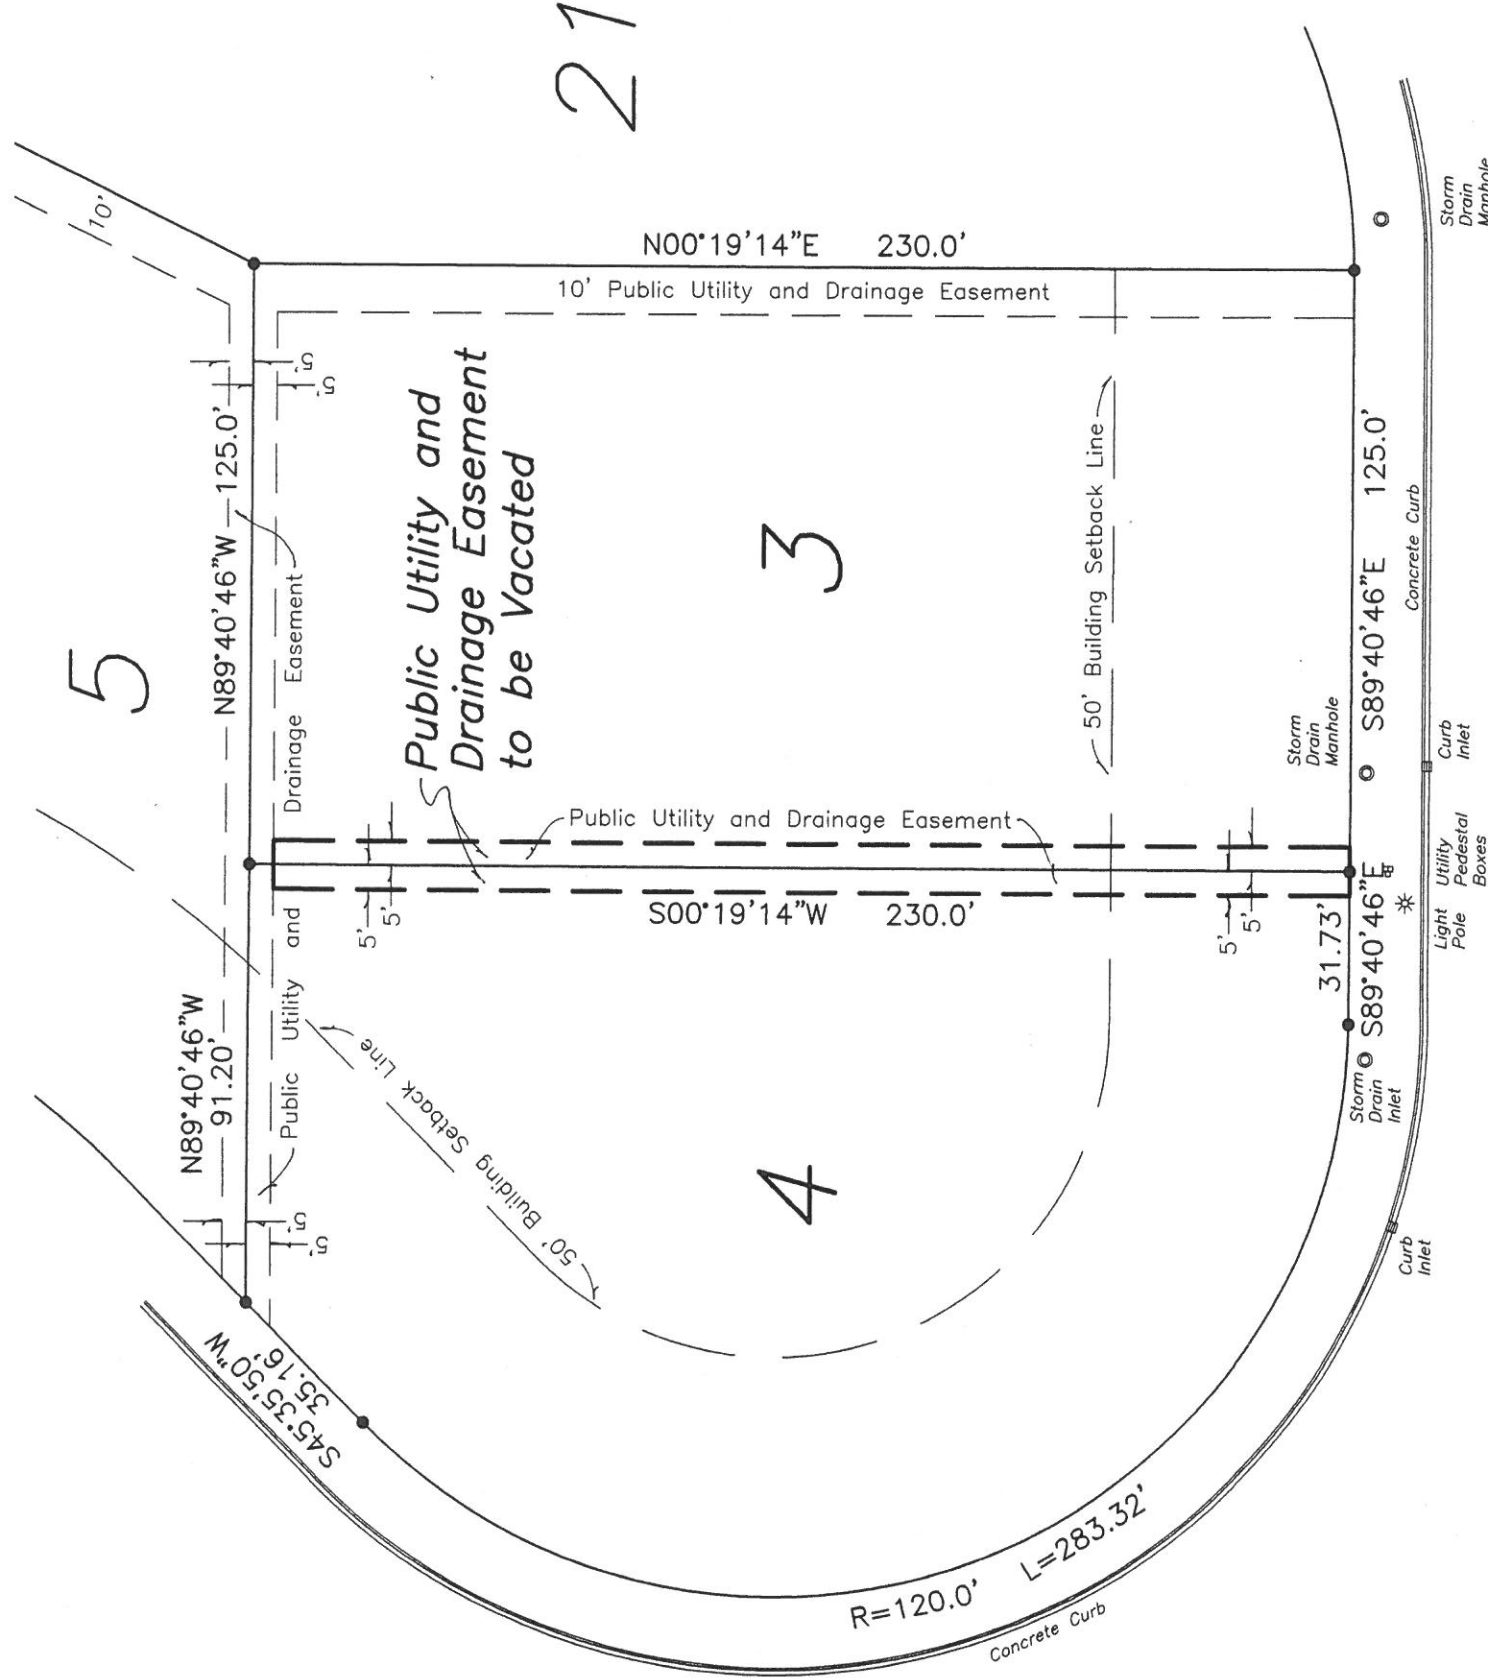 21
10'
N00°19'14"E 230.0'
10' Public Utility and Drainage Easement
5'
5'
N89°40'46"W 125.0'
5
Public Utility and Drainage Easement
Public Utility and
Drainage Easement
to be Vacated
3
50' Building Setback Line
S89°40'46"E 125.0'
Concrete Curb
Storm
Drain
Manhole
Storm
Drain
Manhole
Curb
Inlet
Public Utility and Drainage Easement
5'
5'
S00°19'14"W 230.0'
5'
5'
31.73'
S89°40'46"E
Utility
Pedestal
Boxes
Light
Pole
N89°40'46"W
91.20'
5'
5'
50' Building Setback Line
4
Storm
Drain
Inlet
Curb
Inlet
S45°35'50"W
35.16'
R=120.0' L=283.32'
Concrete Curb